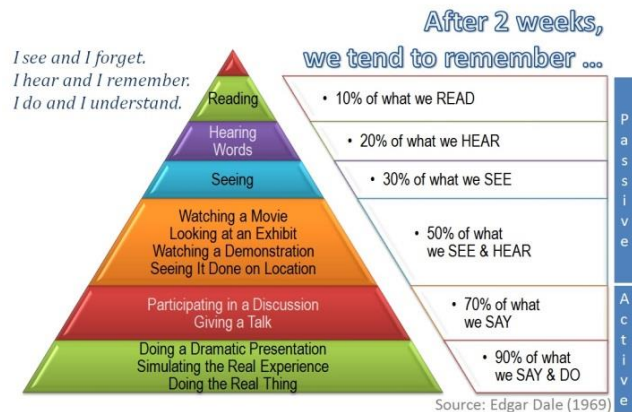 After 2 weeks,
we tend to remember ...
I see and I forget.
I hear and I remember.
I do and I understand.
Reading
• 10% of what we READ
Hearing
Words
• 20% of what we HEAR
Seeing
• 30% of what we SEE
Watching a Movie
Looking at an Exhibit
Watching a Demonstration
Seeing It Done on Location
• 50% of what
we SEE & HEAR
Participating in a Discussion
Giving a Talk
• 70% of what
we SAY
Doing a Dramatic Presentation
Simulating the Real Experience
Doing the Real Thing
• 90% of what
we SAY & DO
Passive
Active
Source: Edgar Dale (1969)